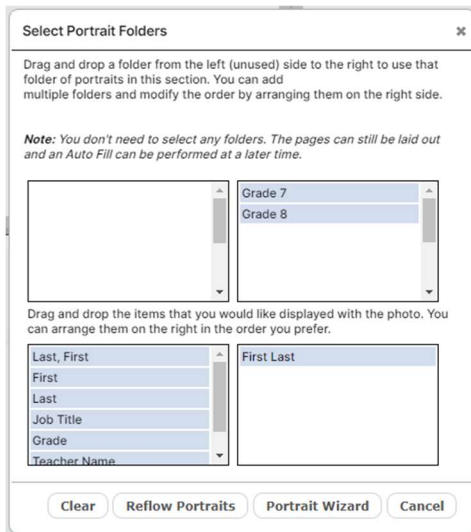 Select Portrait Folders
Drag and drop a folder from the left (unused) side to the right to use that
folder of portraits in this section. You can add
multiple folders and modify the order by arranging them on the right side.
Note: You don't need to select any folders. The pages can still be laid out
and an Auto Fill can be performed at a later time.
Grade 7
Grade 8
Drag and drop the items that you would like displayed with the photo. You
can arrange them on the right in the order you prefer.
Last, First
First
Last
Job Title
Grade
Teacher Name
First Last
Clear Reflow Portraits Portrait Wizard Cancel